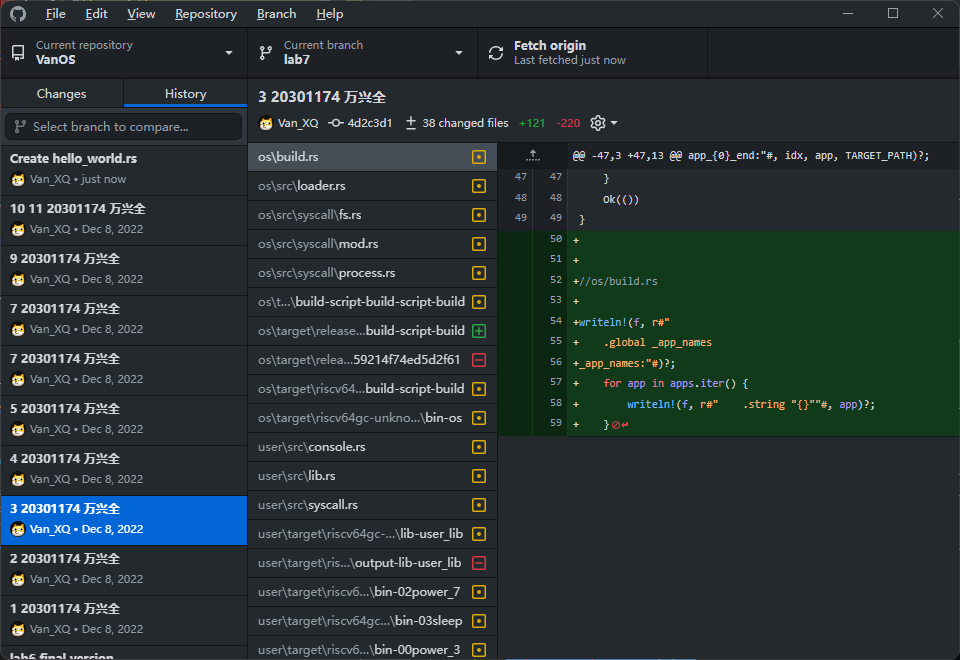 File Edit View Repository Branch Help
Current repository
VanOS
Current branch
lab7
Fetch origin
Last fetched just now
Changes History
Select branch to compare...
Create hello_world.rs
Van_XQ • just now
10 11 20301174 万兴全
Van_XQ • Dec 8, 2022
9 20301174 万兴全
Van_XQ • Dec 8, 2022
7 20301174 万兴全
Van_XQ • Dec 8, 2022
7 20301174 万兴全
Van_XQ • Dec 8, 2022
5 20301174 万兴全
Van_XQ • Dec 8, 2022
4 20301174 万兴全
Van_XQ • Dec 8, 2022
3 20301174 万兴全
Van_XQ • Dec 8, 2022
2 20301174 万兴全
Van_XQ • Dec 8, 2022
1 20301174 万兴全
Van_XQ • Dec 8, 2022
lab6 final version
3 20301174 万兴全
Van_XQ 4d2c3d1 38 changed files +121 -220
os\build.rs
os\src\loader.rs
os\src\syscall\fs.rs
os\src\syscall\mod.rs
os\src\syscall\process.rs
os\t...\build-script-build-script-build
os\target\release...build-script-build
os\target\relea...59214f74ed5d2f61
os\target\riscv64...build-script-build
os\target\riscv64gc-unkno...\bin-os
user\src\console.rs
user\src\lib.rs
user\src\syscall.rs
user\target\riscv64gc-...\lib-user_lib
user\target\ris...\output-lib-user_lib
user\target\riscv6...\bin-02power_7
user\target\riscv64gc...\bin-03sleep
user\target\riscv6...\bin-00power_3
@@ -47,3 +47,13 @@ app_{0}_end:"#, idx, app, TARGET_PATH)?;
47 47 }
48 48 Ok(())
49 49 }
50 +
51 +
52 +//os/build.rs
53 +
54 +writeln!(f, r#"
55 + .global _app_names
56 +_app_names:"#)?;
57 + for app in apps.iter() {
58 + writeln!(f, r#" .string "{}""#, app)?;
59 + }